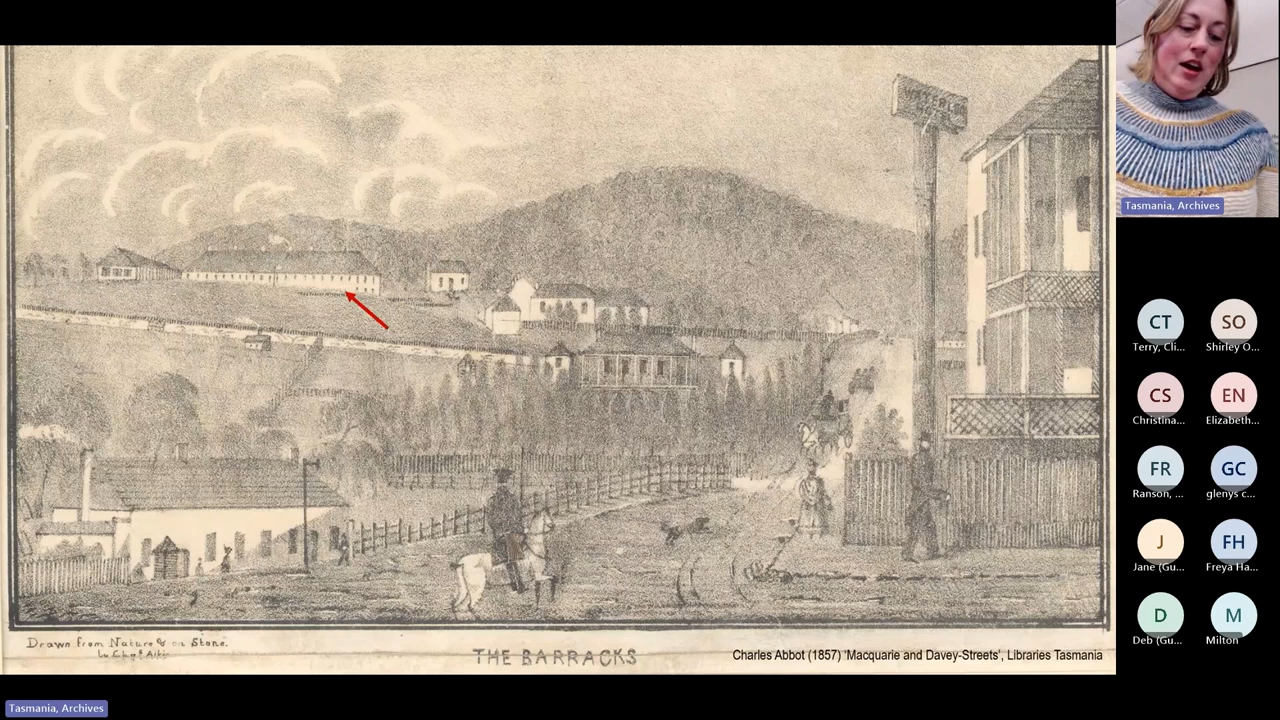 Drawn from Nature & on Stone.
by Chas
THE BARRACKS
Charles Abbot (1857) 'Macquarie and Davey-Streets', Libraries Tasmania
Tasmania, Archives
CT
Terry, Cli...
SO
Shirley O...
CS
Christina...
EN
Elizabeth...
FR
Ranson, ...
GC
glenys c...
J
Jane (Gu...
FH
Freya Ha...
D
Deb (Gu...
M
Milton
Tasmania, Archives